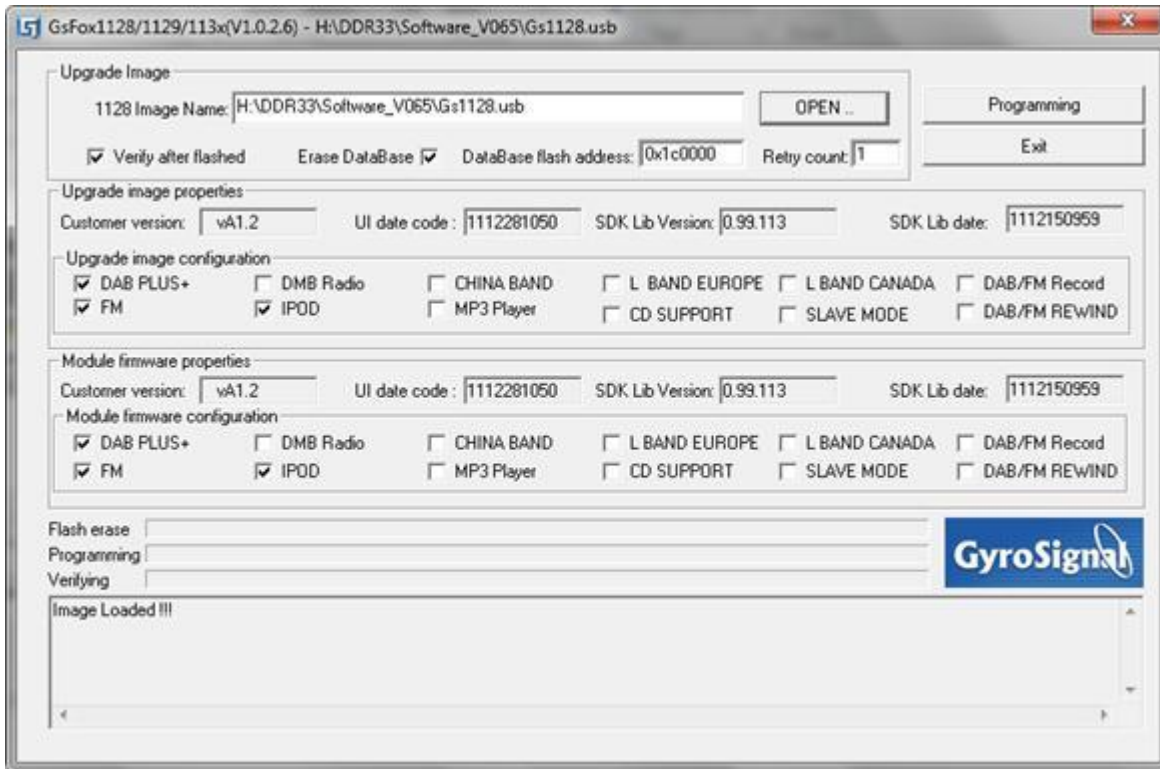 GsFox1128/1129/113x(V1.0.2.6) - H:\DDR33\Software_V065\Gs1128.usb
Upgrade Image
1128 Image Name: H:\DDR33\Software_V065\Gs1128.usb OPEN .. Programming
Verify after flashed Erase DataBase DataBase flash address: 0x1c0000 Retry count: 1 Exit
Upgrade image properties
Customer version: vA1.2 UI date code : 1112281050 SDK Lib Version: 0.99.113 SDK Lib date: 1112150959
Upgrade image configuration
DAB PLUS+ DMB Radio CHINA BAND L BAND EUROPE L BAND CANADA DAB/FM Record
FM IPOD MP3 Player CD SUPPORT SLAVE MODE DAB/FM REWIND
Module firmware properties
Customer version: vA1.2 UI date code : 1112281050 SDK Lib Version: 0.99.113 SDK Lib date: 1112150959
Module firmware configuration
DAB PLUS+ DMB Radio CHINA BAND L BAND EUROPE L BAND CANADA DAB/FM Record
FM IPOD MP3 Player CD SUPPORT SLAVE MODE DAB/FM REWIND
Flash erase
Programming
Verifying
GyroSignal
Image Loaded !!!